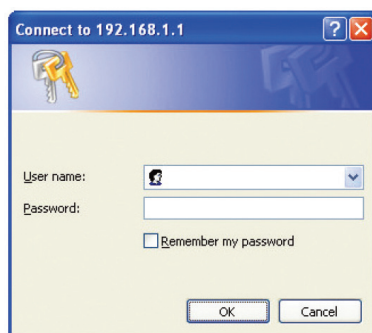 Connect to 192.168.1.1
User name:
Password:
Remember my password
OK Cancel